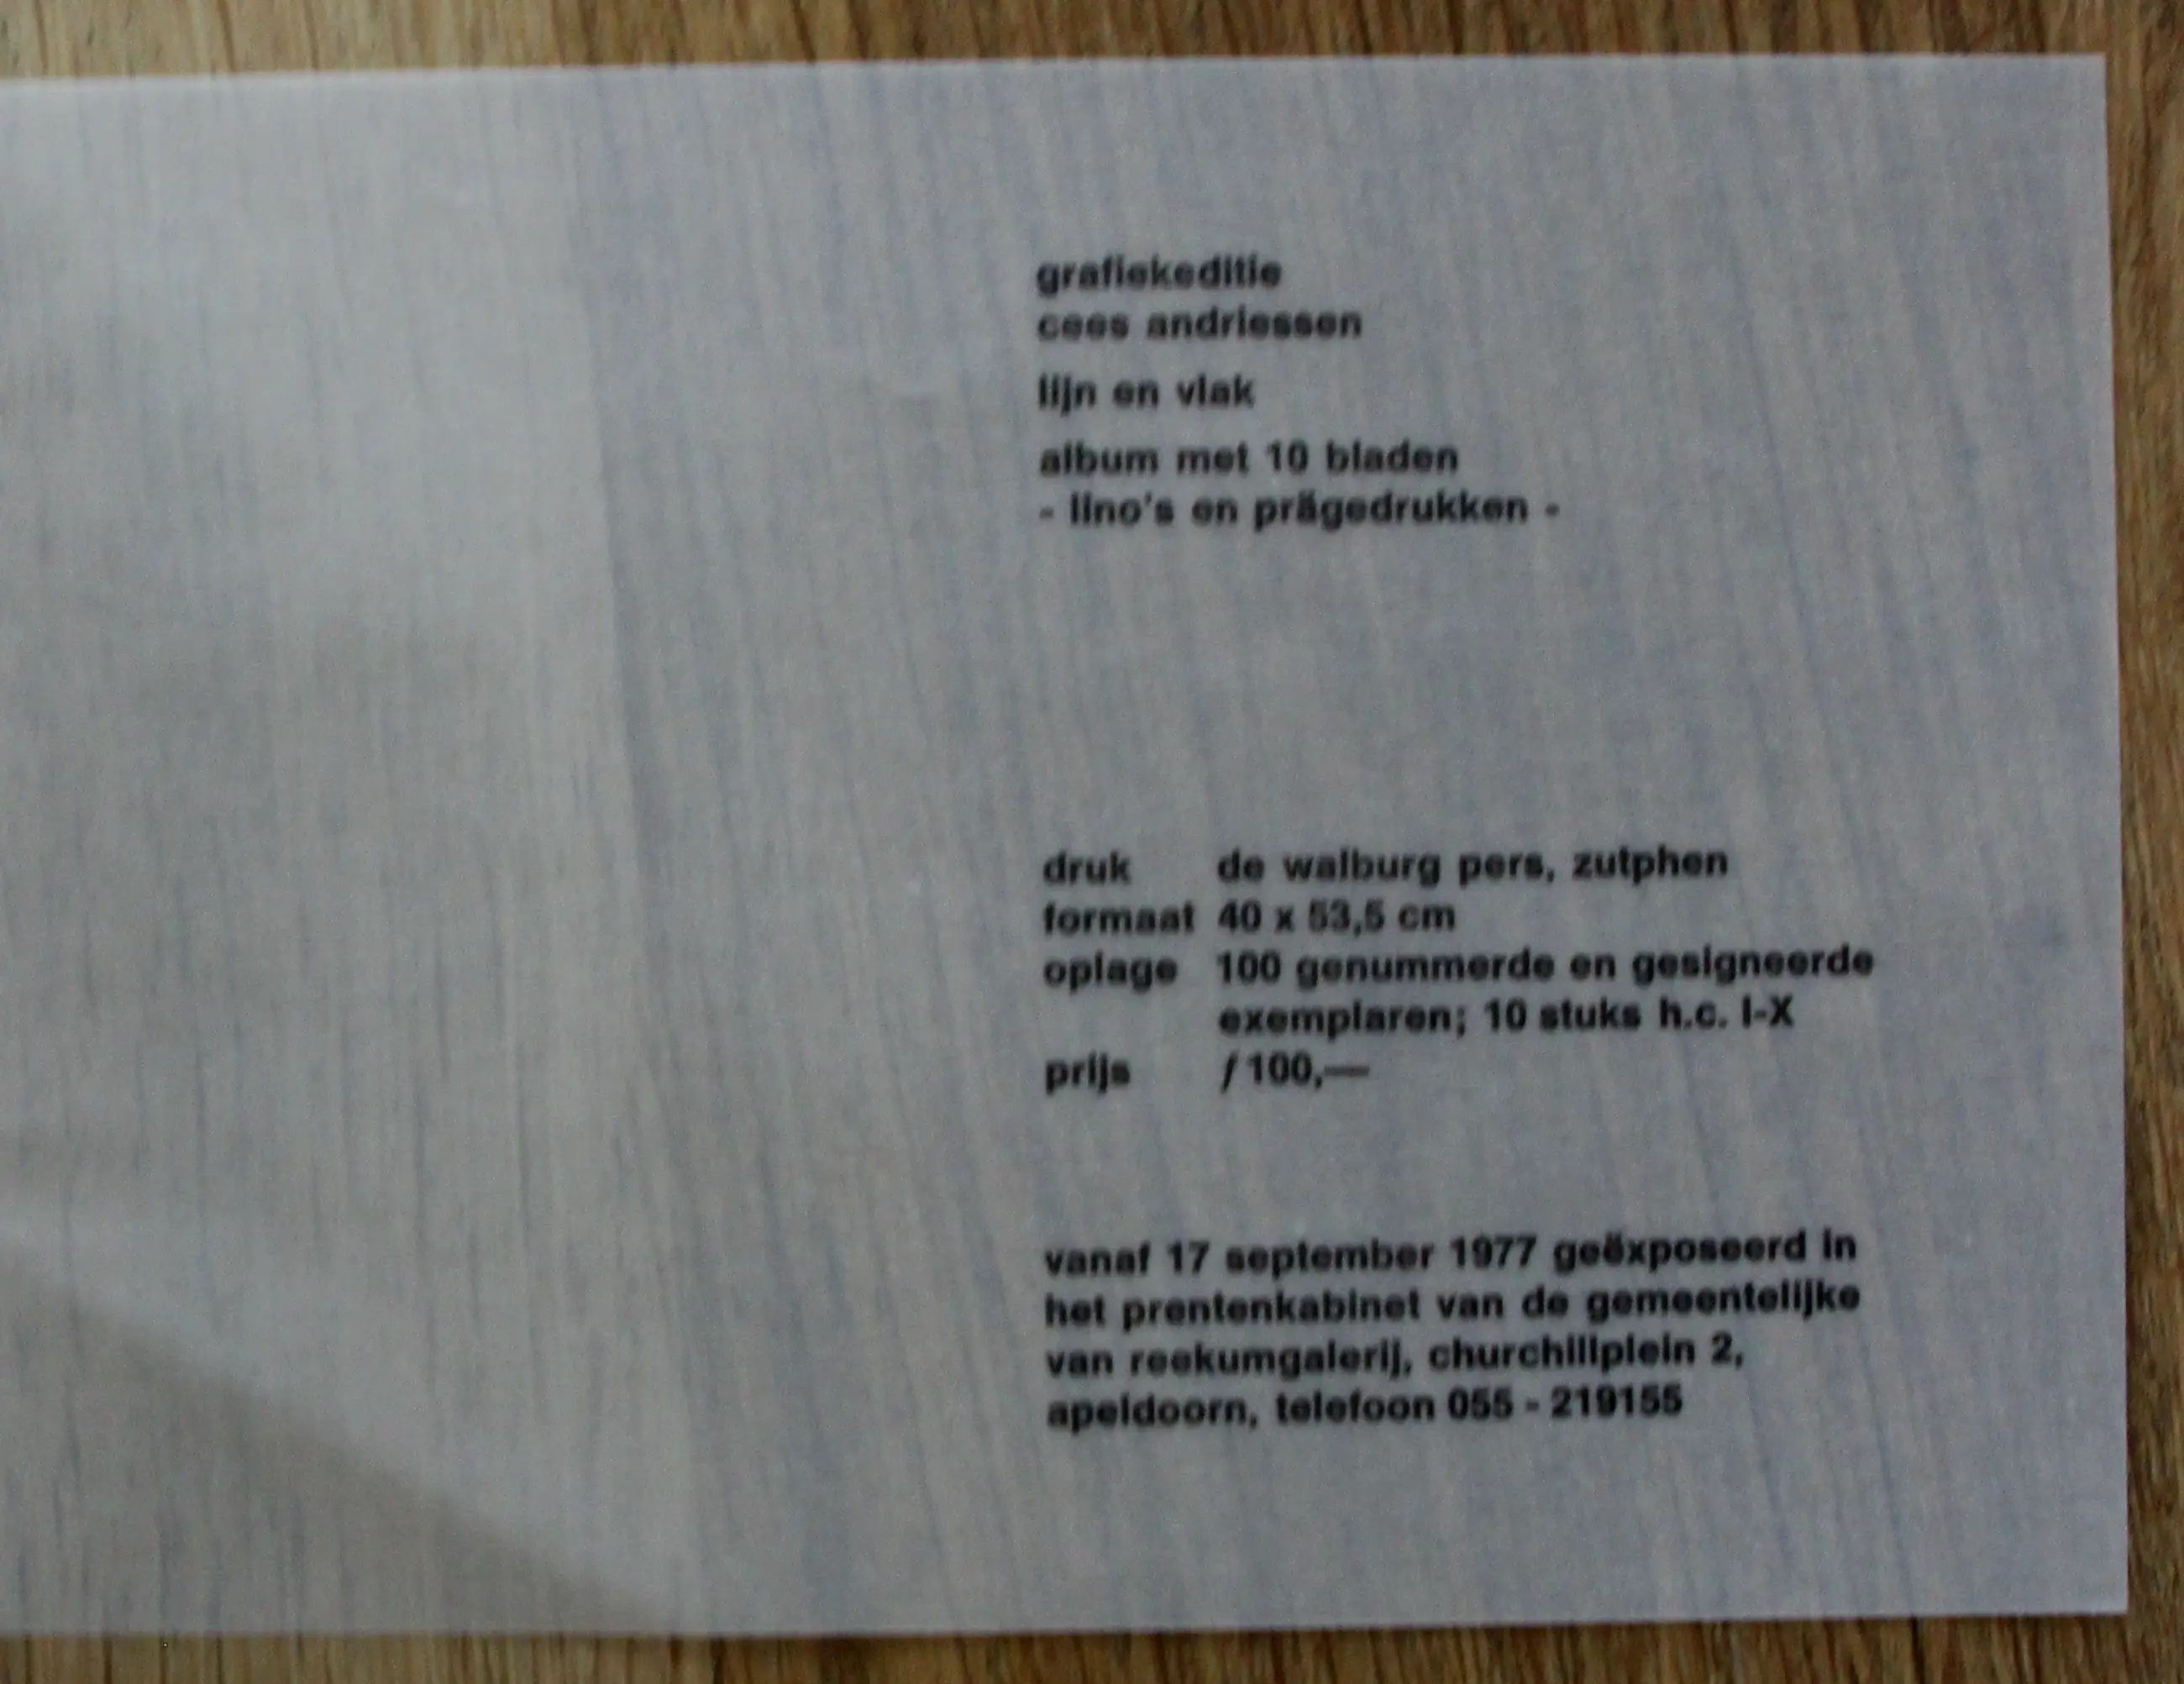 grafiekeditie
cees andriessen
lijn en vlak
album met 10 bladen
- lino's en prägedrukken -
druk de walburg pers, zutphen
formaat 40 x 53,5 cm
oplage 100 genummerde en gesigneerde
exemplaren; 10 stuks h.c. I-X
prijs ƒ 100,—
vanaf 17 september 1977 geëxposeerd in
het prentenkabinet van de gemeentelijke
van reekumgalerij, churchillplein 2,
apeldoorn, telefoon 055 - 219155